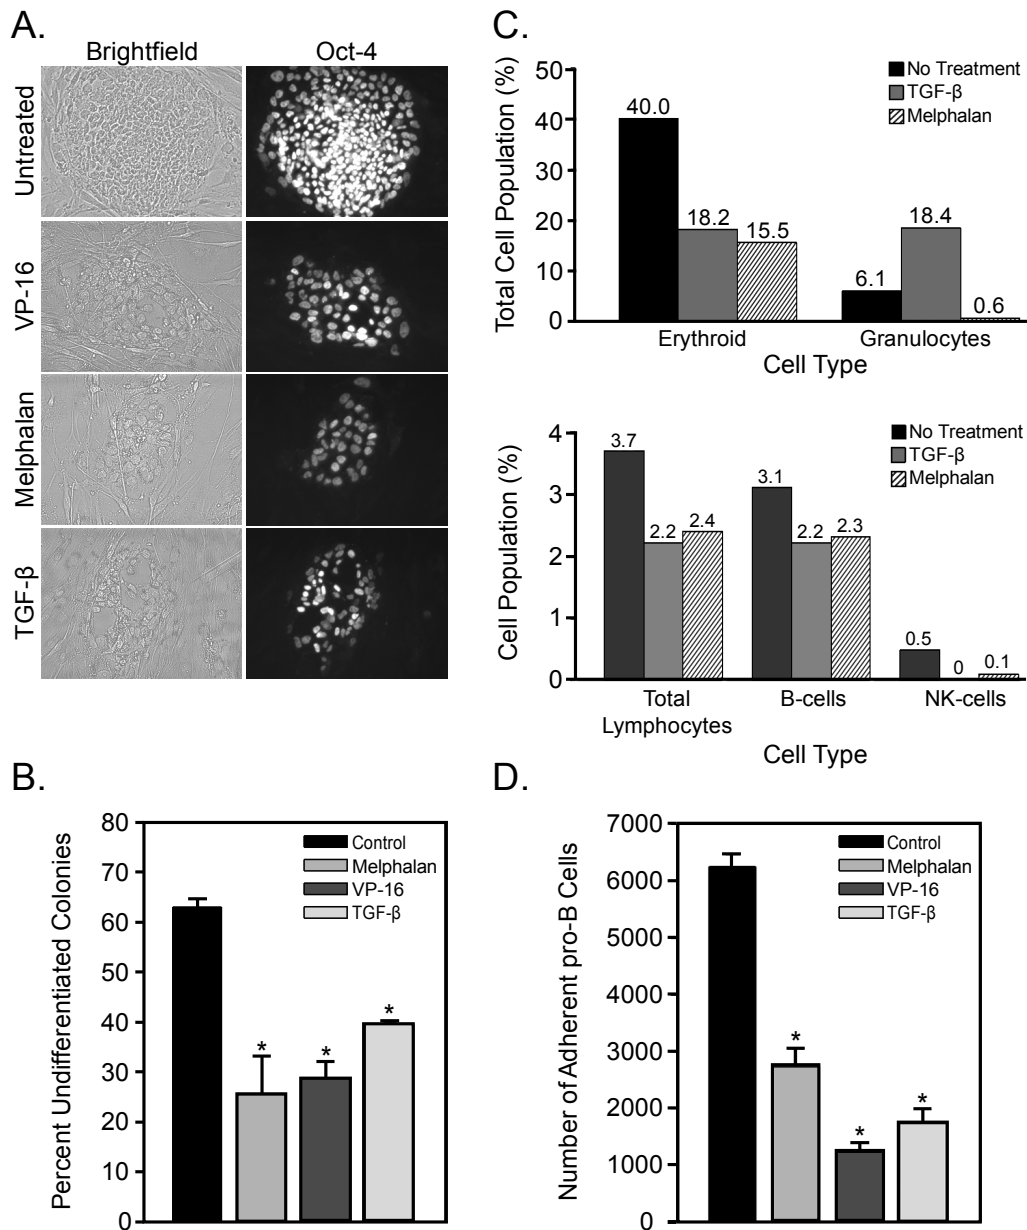 A.
Brightfield Oct-4
Untreated
VP-16
Melphalan
TGF-β
C.
Total Cell Population (%)
50
40
30
20
10
0
No Treatment
TGF-β
Melphalan
40.0
18.2
15.5
6.1
18.4
0.6
Erythroid Granulocytes
Cell Type
Cell Population (%)
4
3
2
1
0
No Treatment
TGF-β
Melphalan
3.7
2.2
2.4
3.1
2.2
2.3
0.5
0
0.1
Total
Lymphocytes
B-cells
NK-cells
Cell Type
B.
Percent Undifferentiated Colonies
80
70
60
50
40
30
20
10
0
Control
Melphalan
VP-16
TGF-β
* * *
D.
Number of Adherent pro-B Cells
7000
6000
5000
4000
3000
2000
1000
0
Control
Melphalan
VP-16
TGF-β
* * *